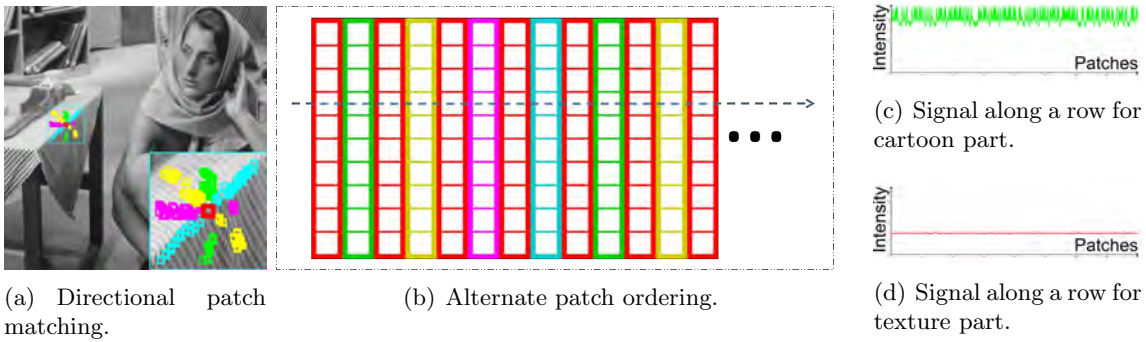 Intensity
Patches
(a) Directional patch
matching.
(b) Alternate patch ordering.
(c) Signal along a row for
cartoon part.
Intensity
Patches
(d) Signal along a row for
texture part.